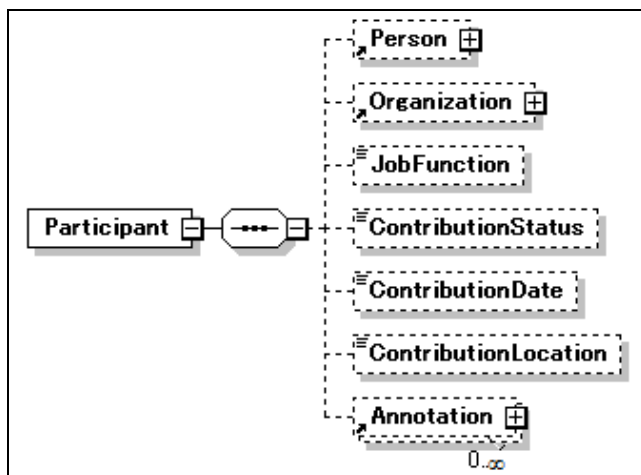 Person
Organization
JobFunction
Participant
ContributionStatus
ContributionDate
ContributionLocation
Annotation
0..∞